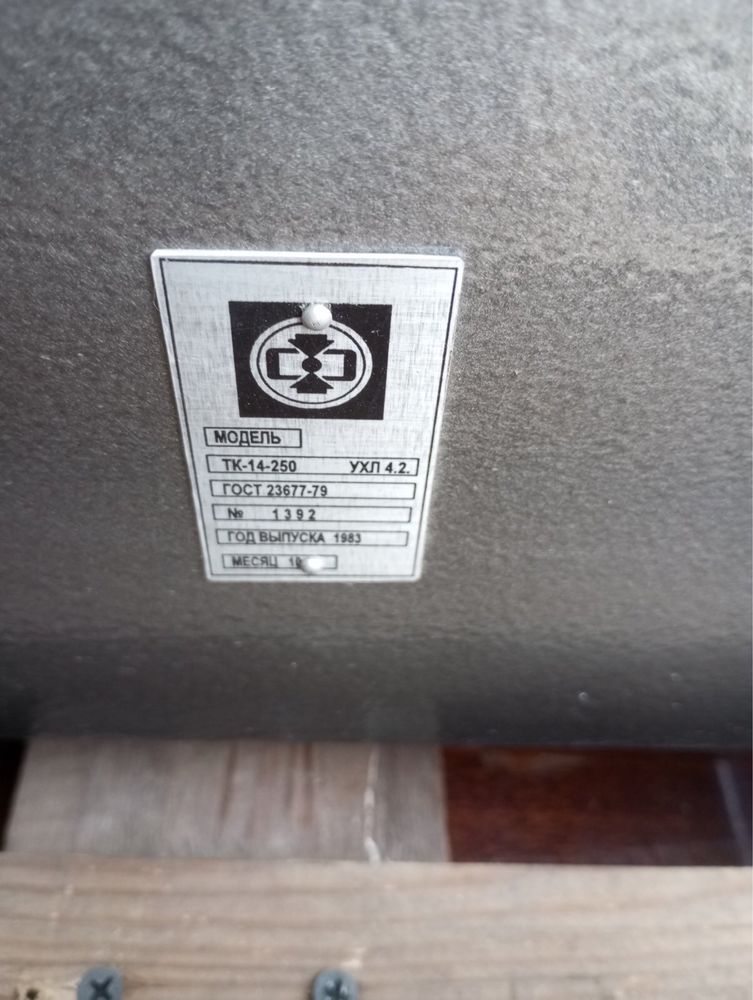 МОДЕЛЬ
ТК-14-250 УХЛ 4.2.
ГОСТ 23677-79
№ 1392
ГОД ВЫПУСКА 1983
МЕСЯЦ